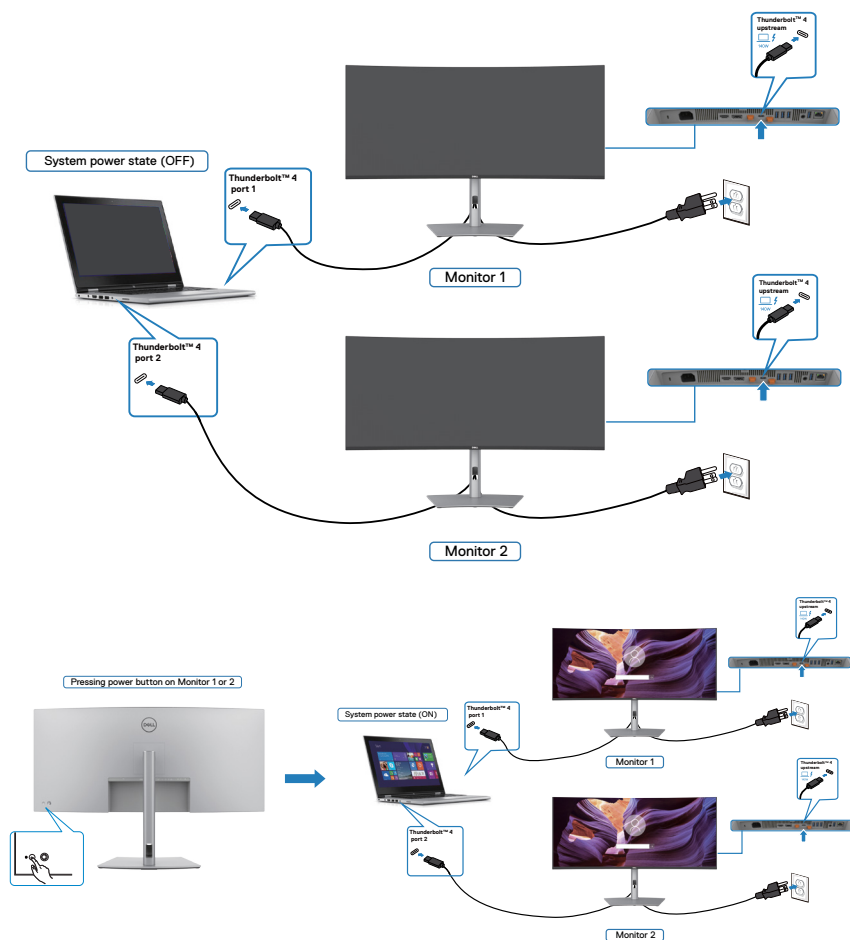 Thunderbolt™ 4
upstream
NOW
System power state (OFF)
Thunderbolt™ 4
port 1
Monitor 1
Thunderbolt™ 4
upstream
NOW
Thunderbolt™ 4
port 2
Monitor 2
Thunderbolt™ 4
upstream
Pressing power button on Monitor 1 or 2
DELL
System power state (ON)
Thunderbolt™ 4
port 1
Monitor 1
Thunderbolt™ 4
upstream
Thunderbolt™ 4
port 2
Monitor 2